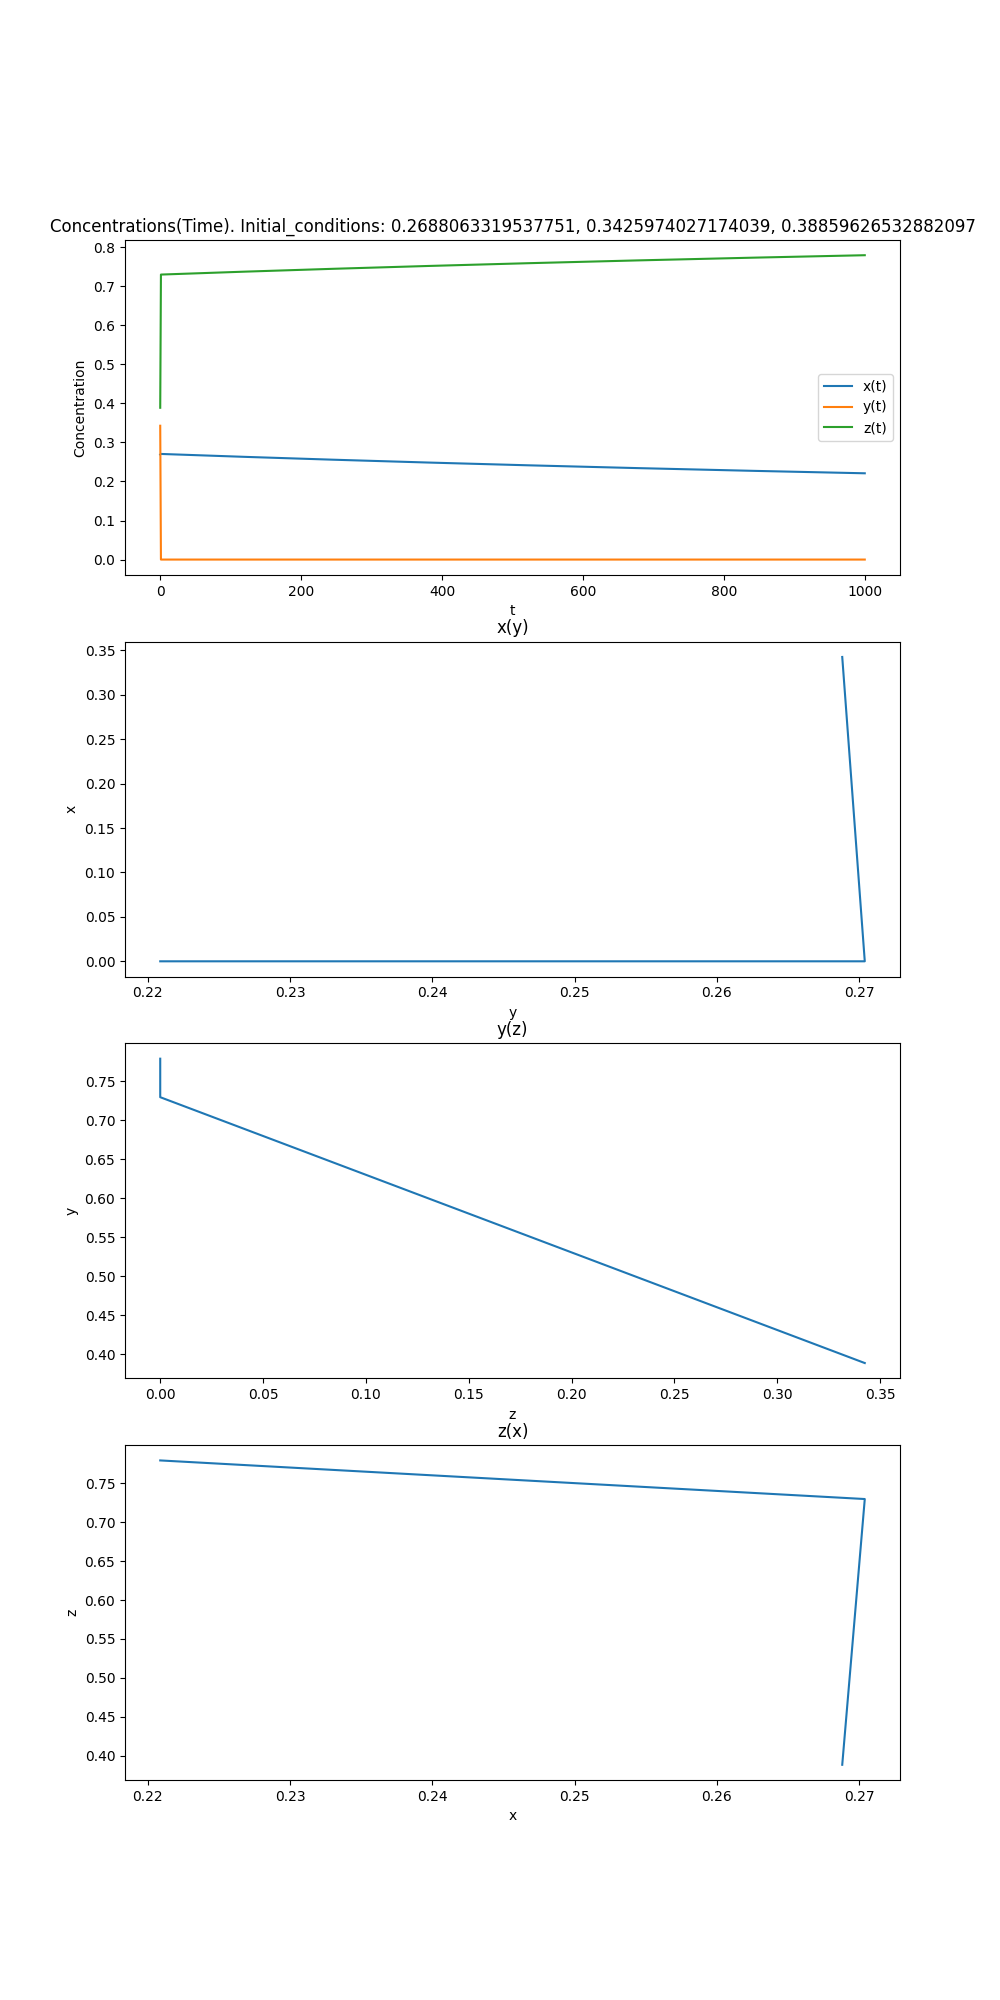 Concentrations(Time). Initial_conditions: 0.2688063319537751, 0.3425974027174039, 0.38859626532882097
0.8
0.7
0.6
0.5
0.4
0.3
0.2
0.1
0.0
Concentration
x(t)
y(t)
z(t)
0 200 400 600 800 1000
t
x(y)
0.35
0.30
0.25
0.20
0.15
0.10
0.05
0.00
x
0.22 0.23 0.24 0.25 0.26 0.27
y
y(z)
0.75
0.70
0.65
0.60
0.55
0.50
0.45
0.40
y
0.00 0.05 0.10 0.15 0.20 0.25 0.30 0.35
z
z(x)
0.75
0.70
0.65
0.60
0.55
0.50
0.45
0.40
z
0.22 0.23 0.24 0.25 0.26 0.27
x